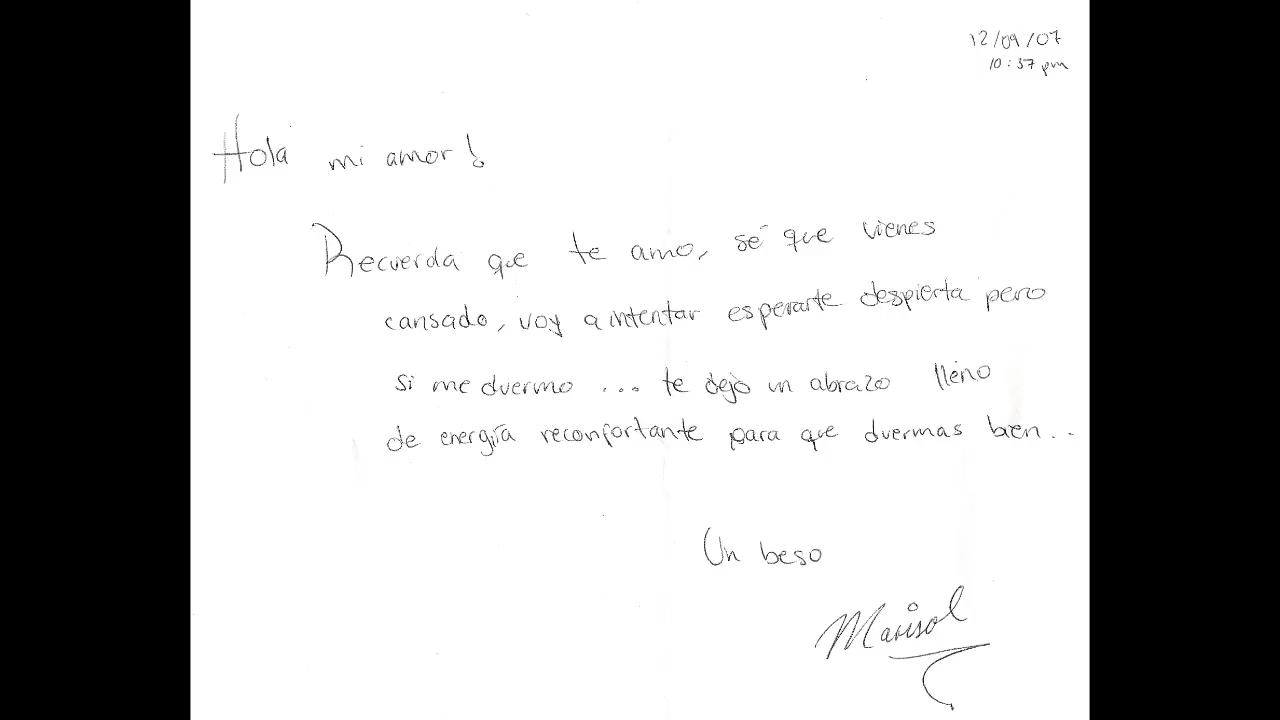 12/09/07
10:37 pm
Hola mi amor!
Recuerda que te amo, sé que vienes
cansado, voy a intentar esperarte despierta pero
si me duermo ... te dejo un abrazo lleno
de energía reconfortante para que duermas bien...
Un beso
Marisol